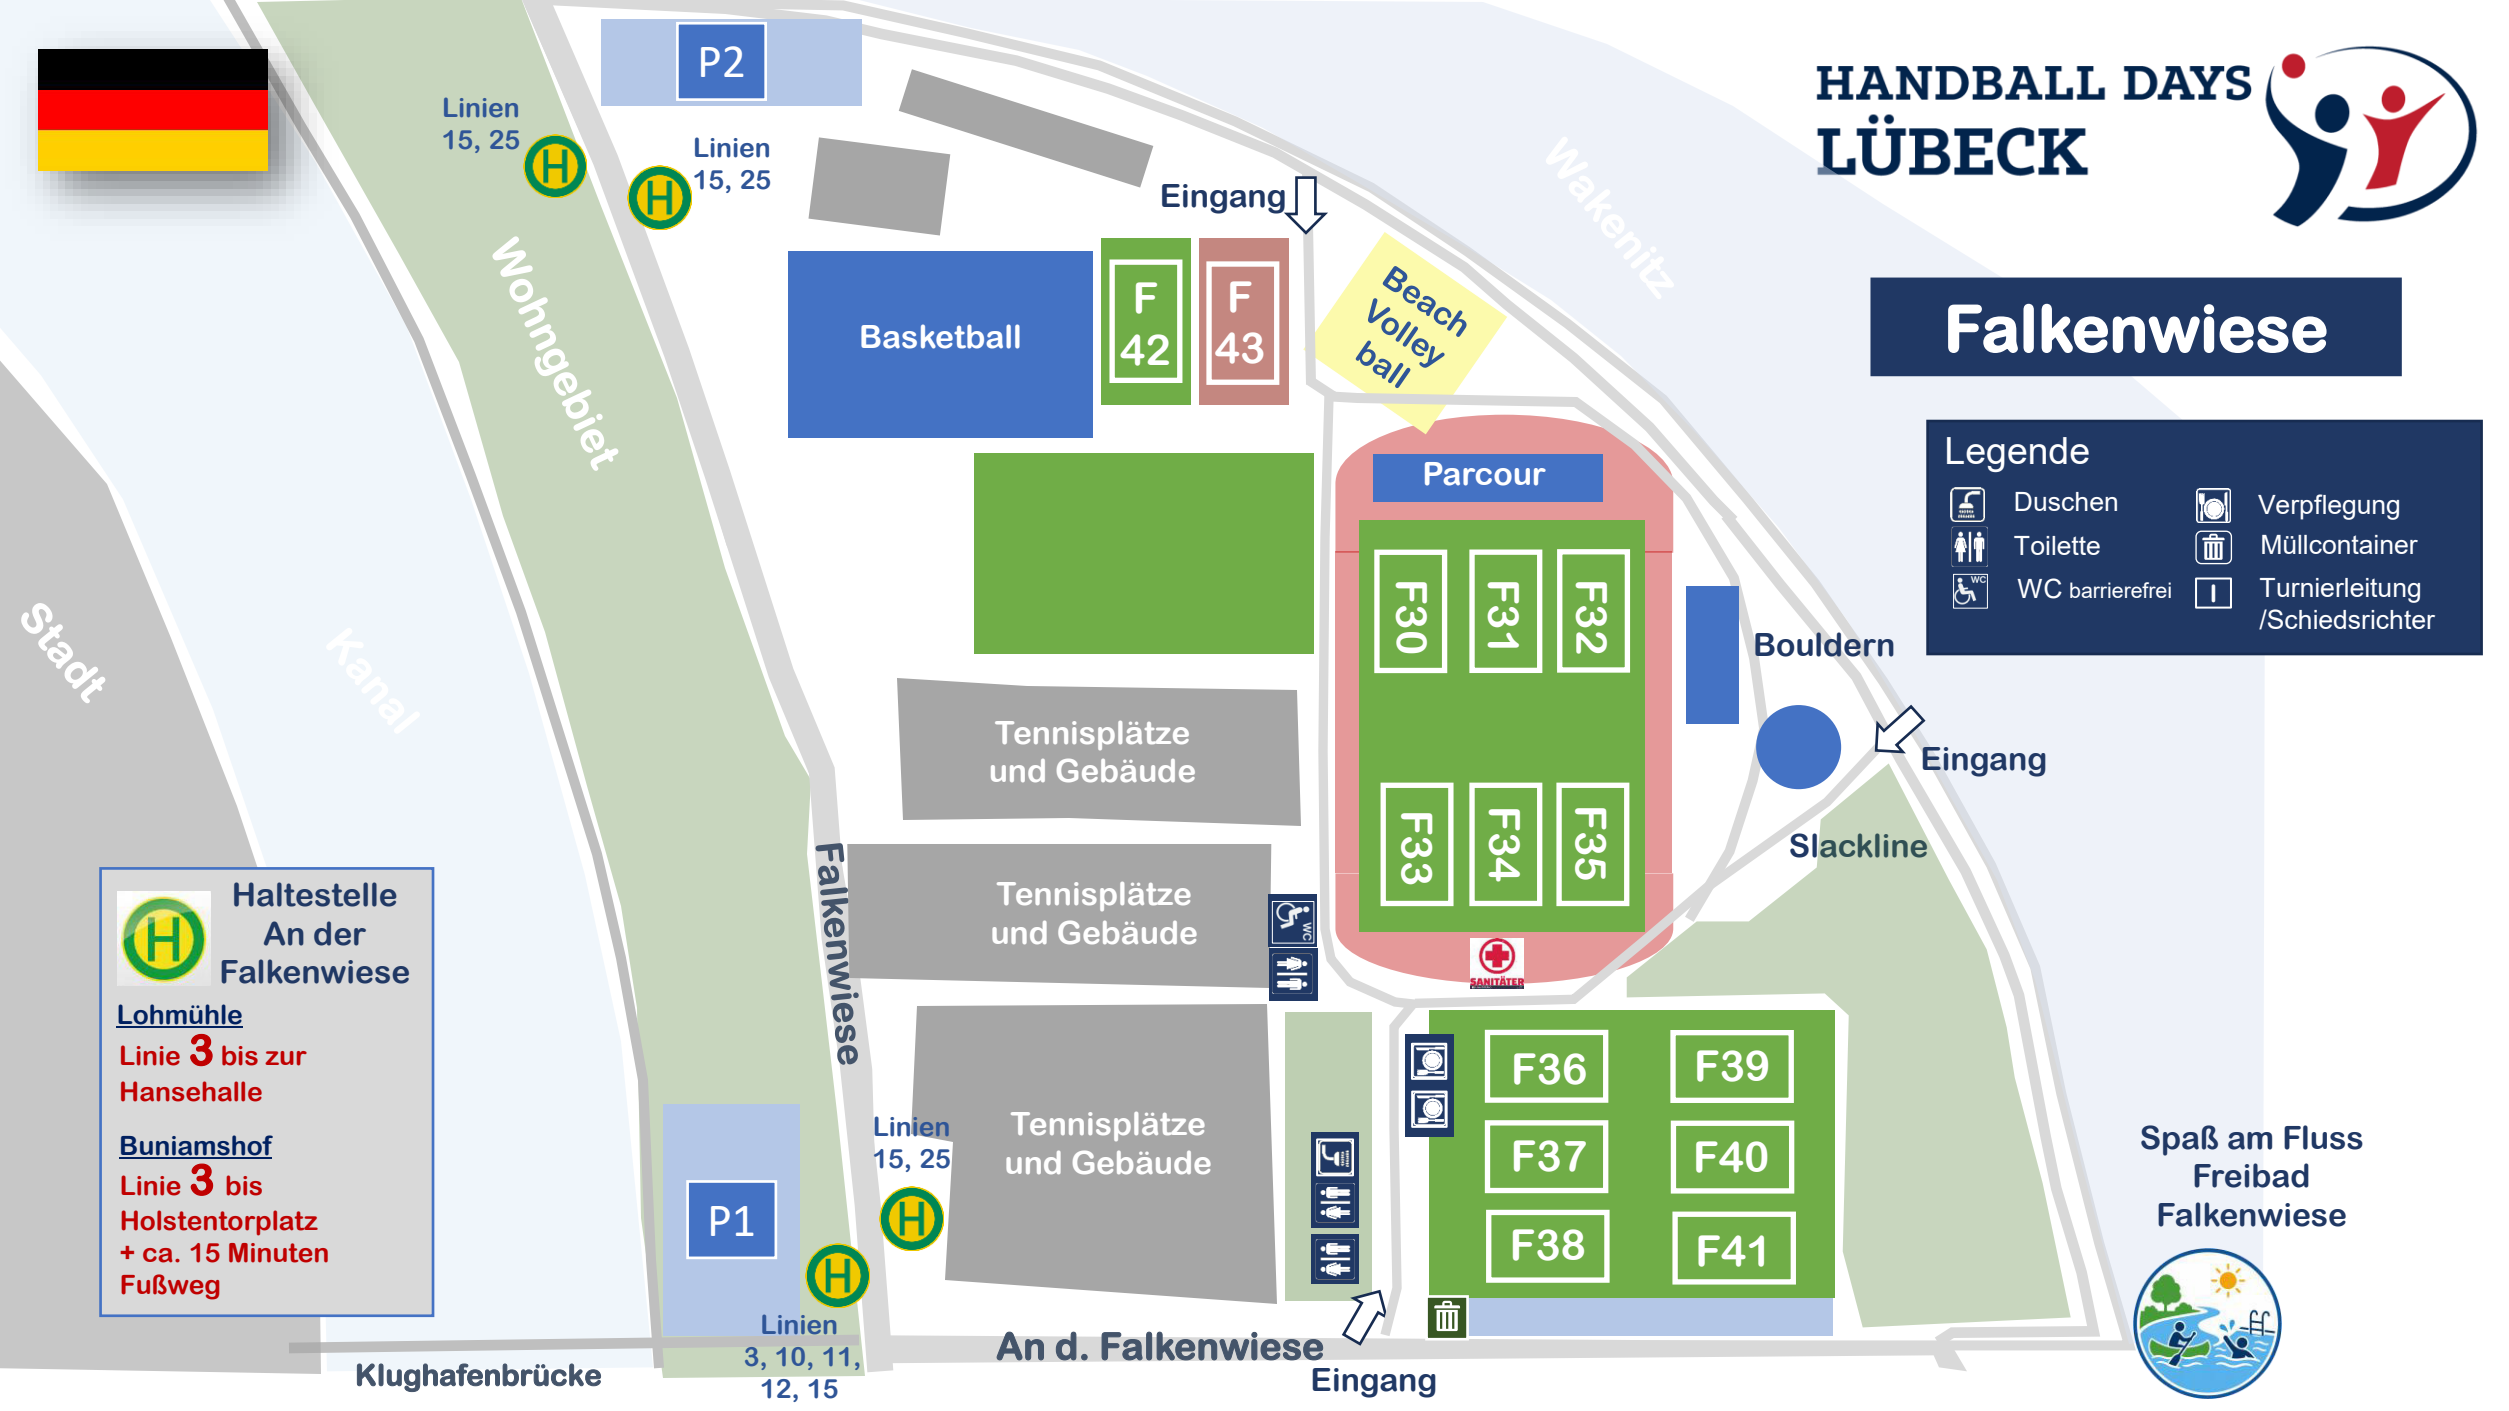 HANDBALL DAYS
LÜBECK
Falkenwiese
Legende
Duschen
Toilette
WC
WC barrierefrei
Verpflegung
Müllcontainer
I
Turnierleitung
/Schiedsrichter
P2
Linien
15, 25
H
Linien
15, 25
H
Eingang
Wakenitz
Wohngebiet
Basketball
F
42
F
43
Beach
Volley
ball
Parcour
F30
F31
F32
Bouldern
Stadt
Kanal
Tennisplätze
und Gebäude
Eingang
F33
F34
F35
Slackline
Falkenwiese
Tennisplätze
und Gebäude
WC
SANITÄTER
H
Haltestelle
An der
Falkenwiese
Lohmühle
Linie 3 bis zur
Hansehalle
Buniamshof
Linie 3 bis
Holstentorplatz
+ ca. 15 Minuten
Fußweg
Tennisplätze
und Gebäude
F36
F39
F37
F40
F38
F41
Linien
15, 25
H
P1
H
Linien
3, 10, 11,
12, 15
Spaß am Fluss
Freibad
Falkenwiese
An d. Falkenwiese
Eingang
Klughafenbrücke